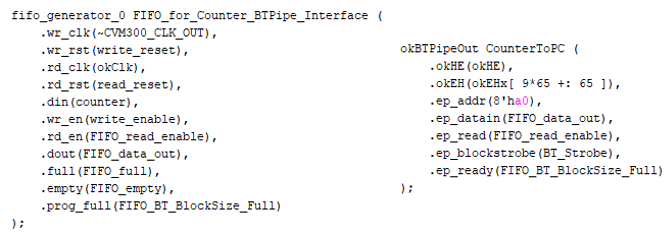 fifo_generator_0 FIFO_for_Counter_BTPipe_Interface (
.wr_clk(~CVM300_CLK_OUT),
.wr_rst(write_reset),
.rd_clk(okClk),
.rd_rst(read_reset),
.din(counter),
.wr_en(write_enable),
.rd_en(FIFO_read_enable),
.dout(FIFO_data_out),
.full(FIFO_full),
.empty(FIFO_empty),
.prog_full(FIFO_BT_BlockSize_Full)
);
okBTPipeOut CounterToPC (
.okHE(okHE),
.okEH(okEHx[ 9*65 +: 65 ]),
.ep_addr(8'ha0),
.ep_datain(FIFO_data_out),
.ep_read(FIFO_read_enable),
.ep_blockstrobe(BT_Strobe),
.ep_ready(FIFO_BT_BlockSize_Full)
);